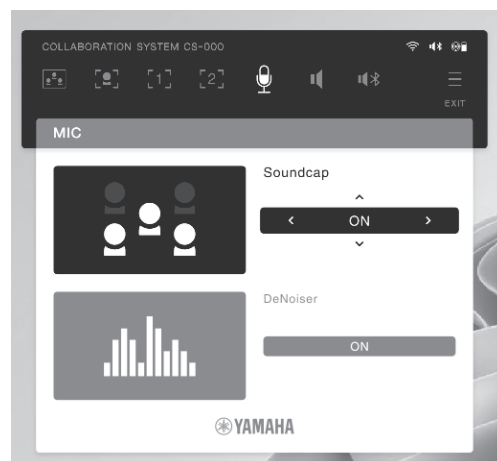 COLLABORATION SYSTEM CS-000
[1] [2]
EXIT
MIC
Soundcap
ON
DeNoiser
ON
YAMAHA